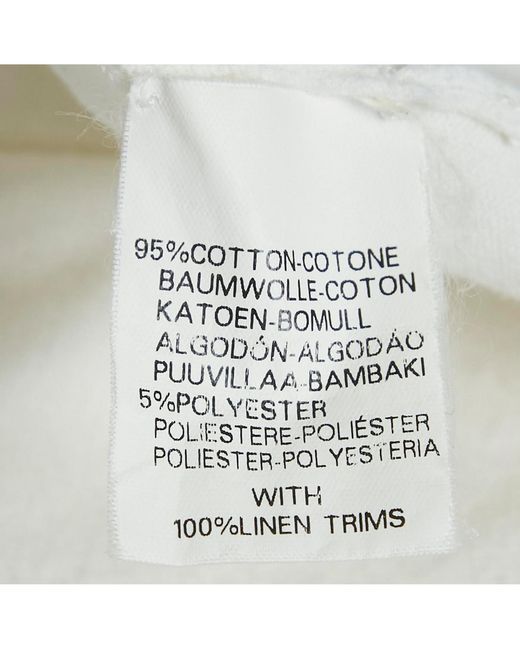 95%COTTON-COTONE
BAUMWOLLE-COTON
KATOEN-BOMULL
ALGODÓN-ALGODÃO
PUUVILLAA-BAMBAKI
5%POLYESTER
POLIESTERE-POLIÉSTER
POLIESTER-POLYESTERIA
WITH
100%LINEN TRIMS